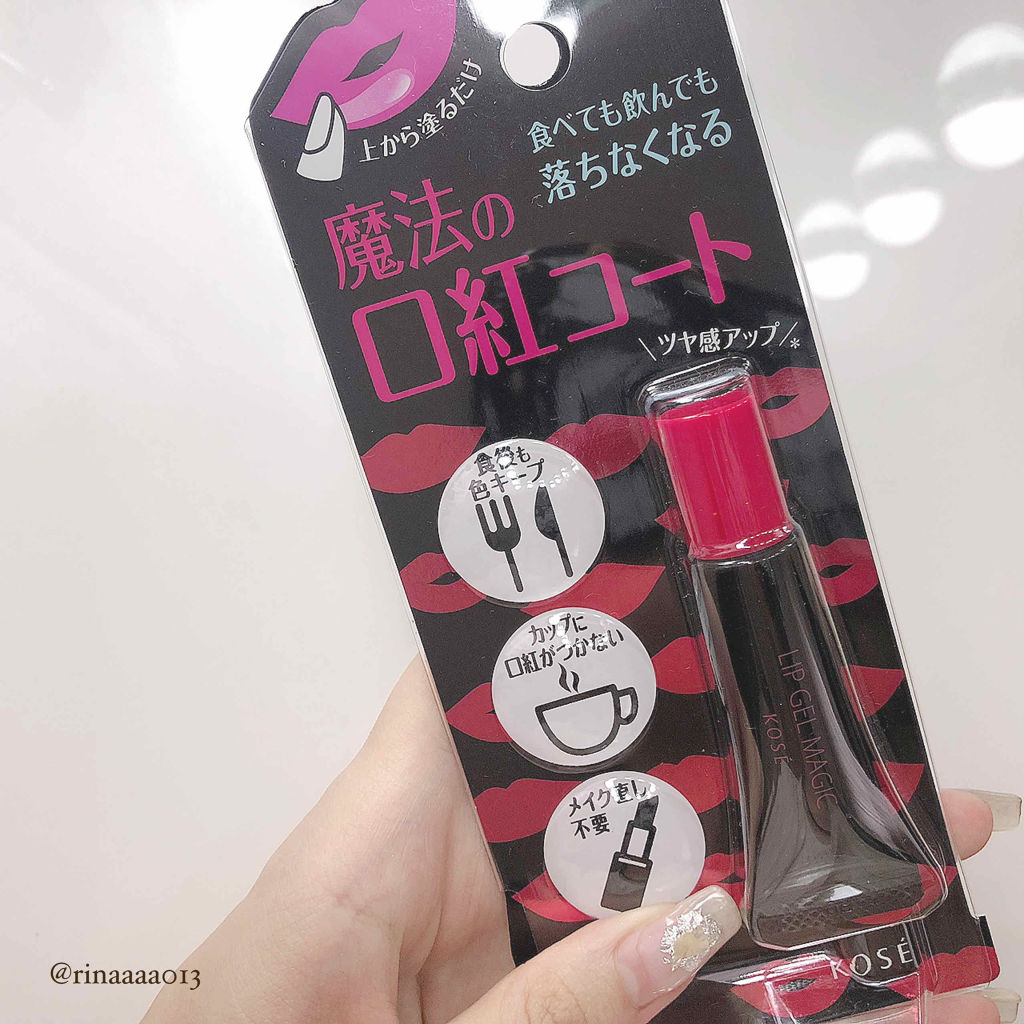 上から塗るだけ
食べても飲んでも
落ちなくなる
魔法の
口紅コート
\ツヤ感アップ/*
食後も
色キープ
カップに
口紅がつかない
メイク直し
不要
LIP GEL MAGIC
KOSÉ
KOSÉ
@rinaaaa013